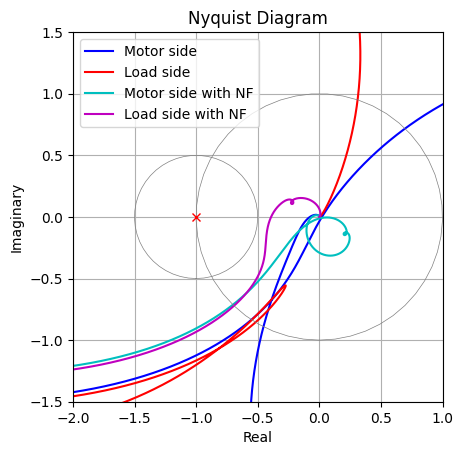 Nyquist Diagram
Motor side
Load side
Motor side with NF
Load side with NF
1.5
1.0
0.5
0.0
−0.5
−1.0
−1.5
Imaginary
−2.0 −1.5 −1.0 −0.5 0.0 0.5 1.0
Real